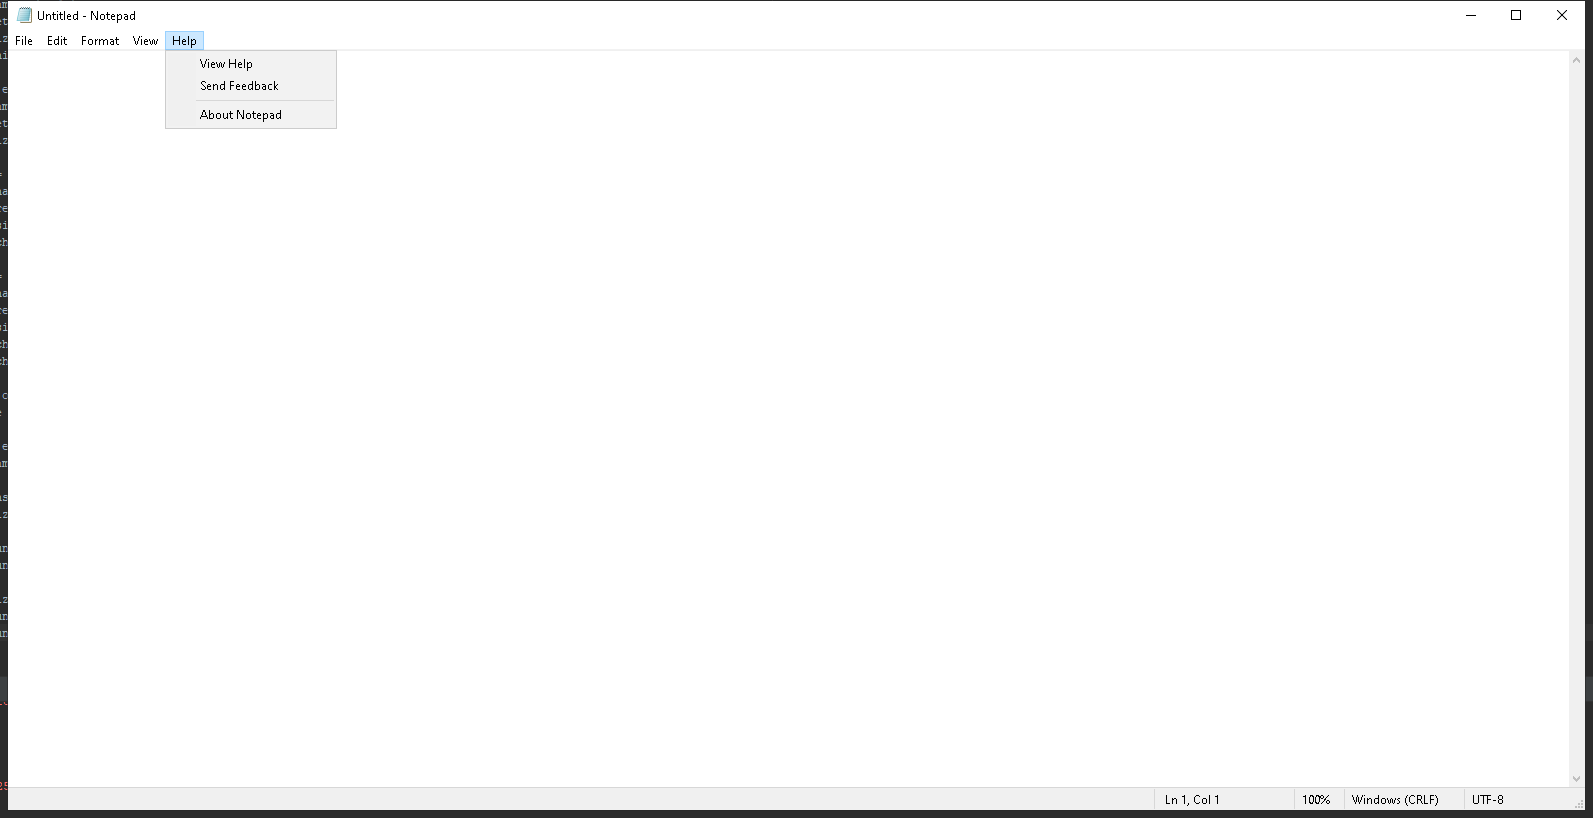 Untitled - Notepad
File Edit Format View Help
View Help
Send Feedback
About Notepad
Ln 1, Col 1 100% Windows (CRLF) UTF-8